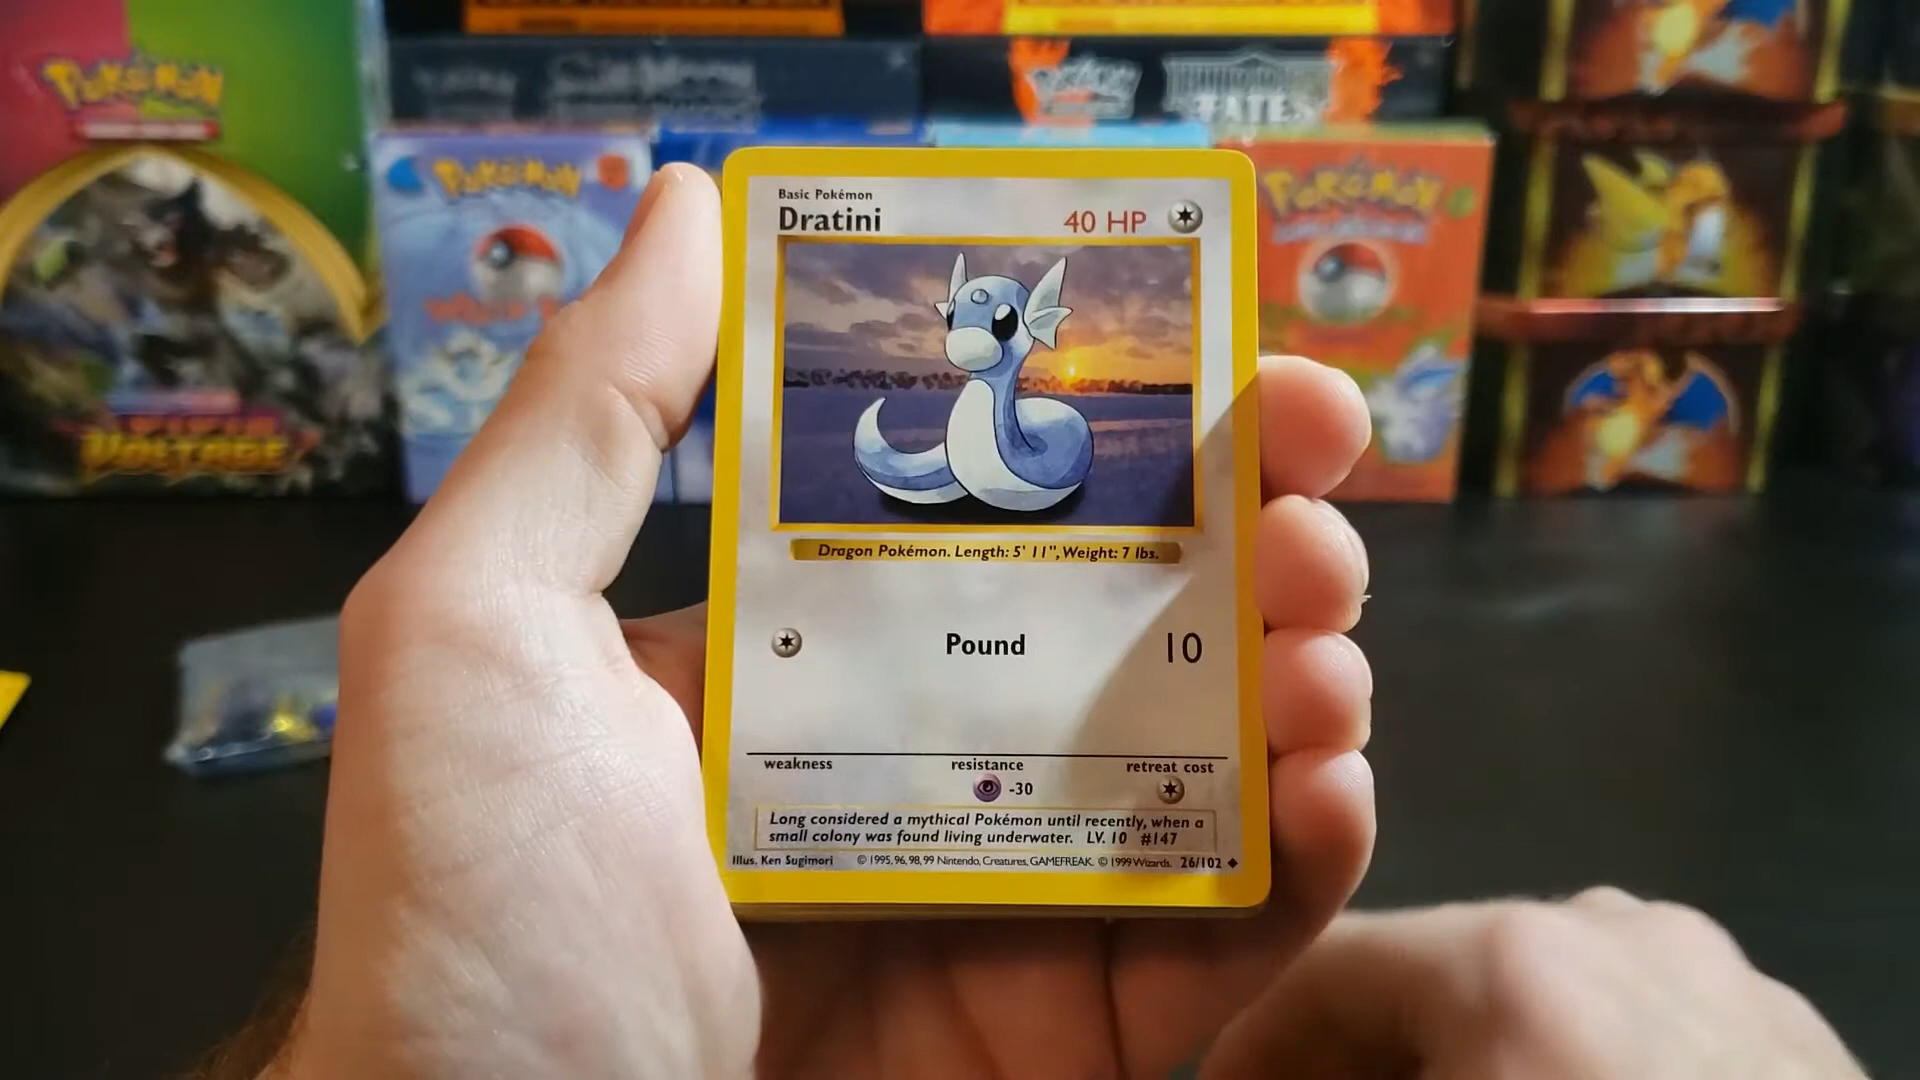 Pokémon
VIVID
VOLTAGE
Pokémon
Pokémon
FATES
Pokémon
Basic Pokémon
Dratini
40 HP
Dragon Pokémon. Length: 5' 11", Weight: 7 lbs.
Pound
10
weakness
resistance
retreat cost
-30
Long considered a mythical Pokémon until recently, when a
small colony was found living underwater. LV. 10 #147
Illus. Ken Sugimori © 1995, 96, 98, 99 Nintendo, Creatures, GAMEFREAK. © 1999 Wizards. 26/102